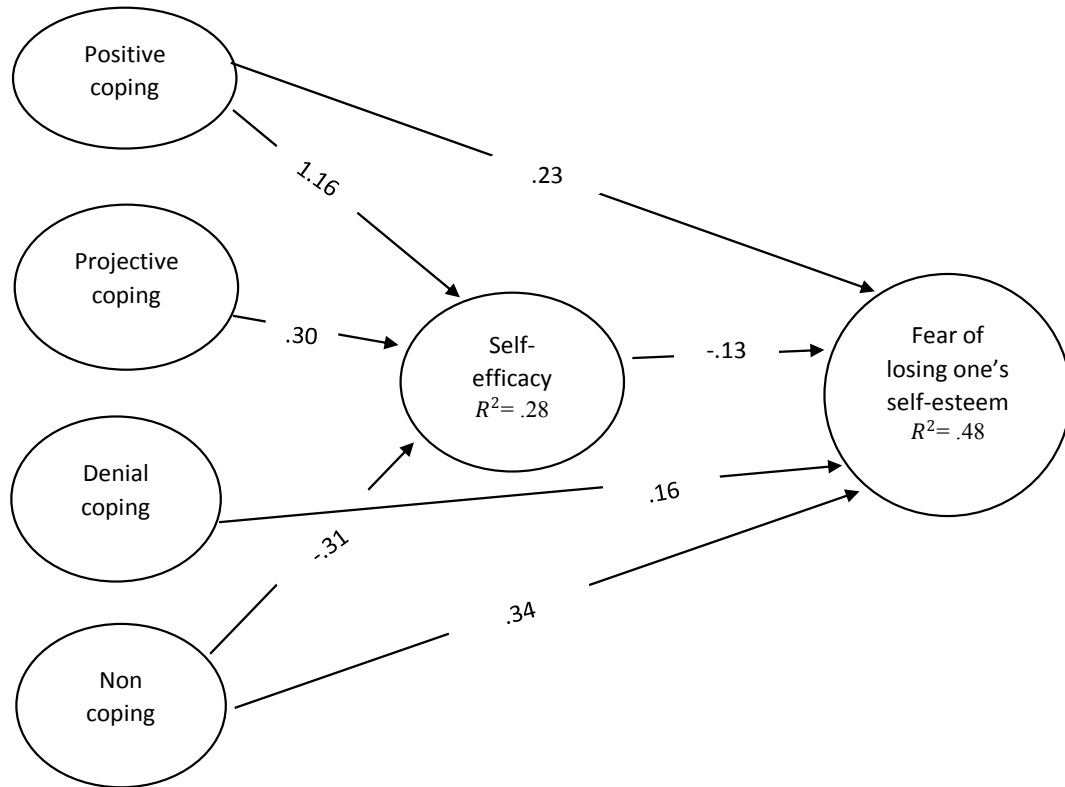 Positive
coping
.23
1.16
Projective
coping
.30
Self-
efficacy
R²= .28
-.13
Fear of
losing one’s
self-esteem
R²= .48
Denial
coping
.16
-.31
.34
Non
coping